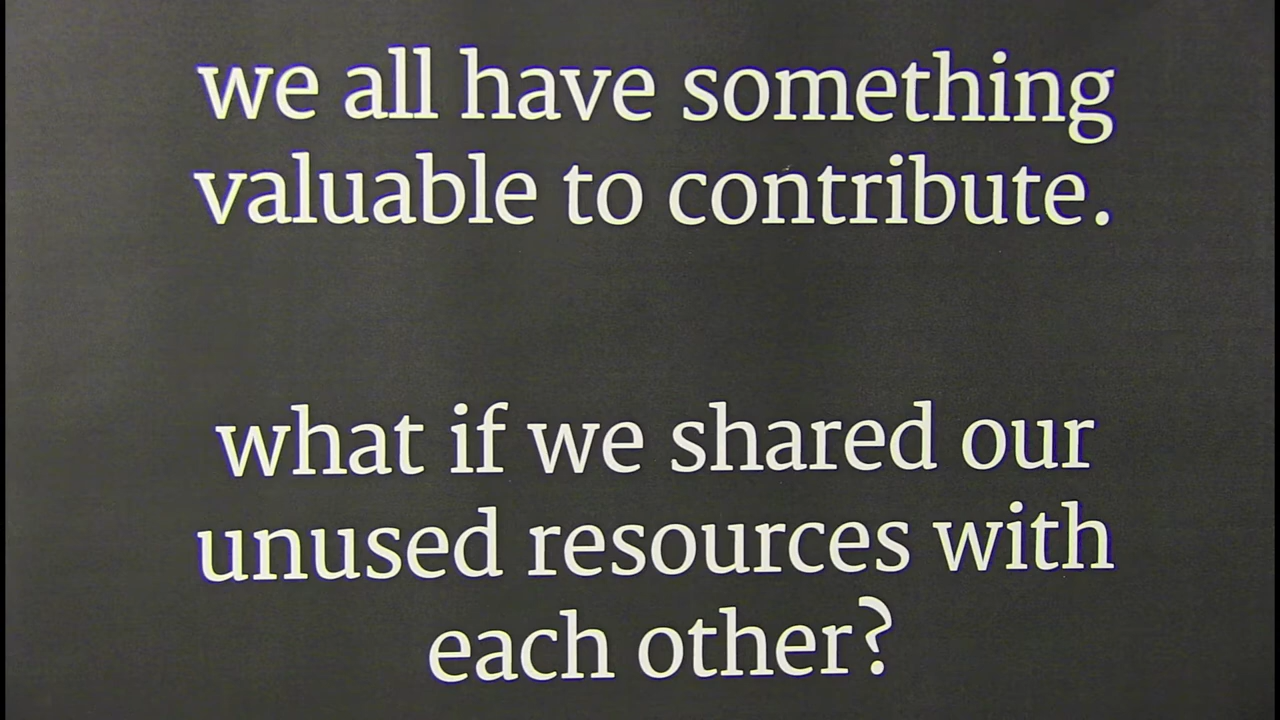 we all have something
valuable to contribute.
what if we shared our
unused resources with
each other?